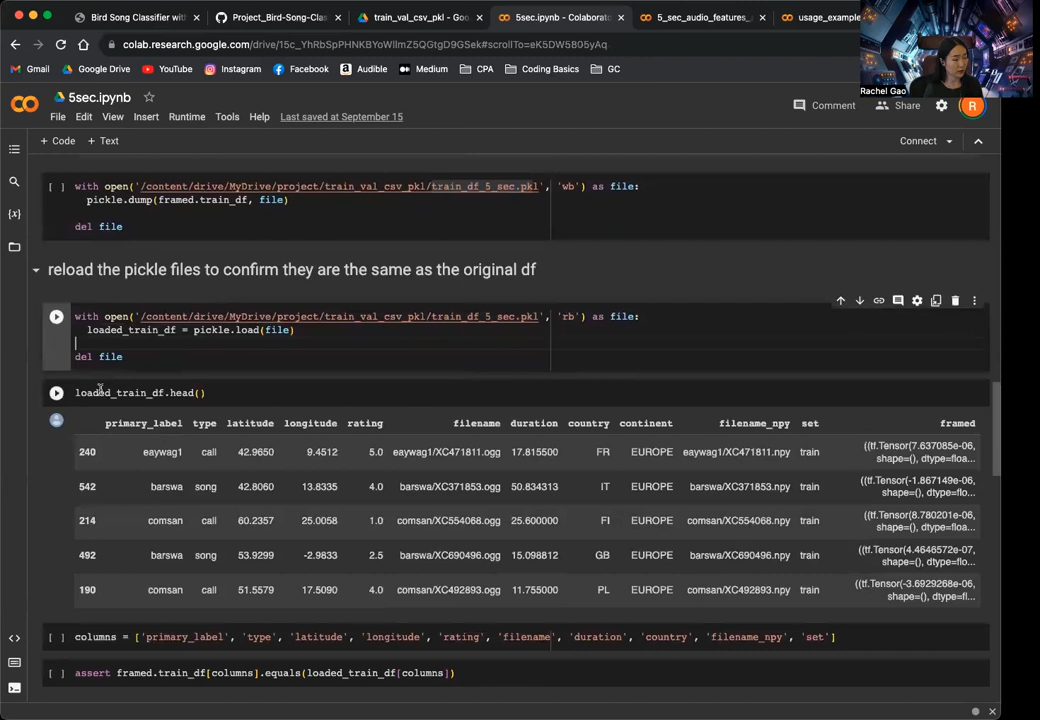 Bird Song Classifier with
Project_Bird-Song-Clas
train_val_csv_pkl - Goo
5sec.ipynb - Colaborato
5_sec_audio_features_
usage_example
colab.research.google.com/drive/15c_YhRbSpPHNKBYoWlImZ5QGtgD9GSek#scrollTo=eK5DW5805yAq
Gmail
Google Drive
YouTube
Instagram
Facebook
Audible
Medium
CPA
Coding Basics
GC
Rachel Gao
5sec.ipynb
Comment
Share
R
File Edit View Insert Runtime Tools Help Last saved at September 15
+ Code + Text
Connect
[ ] with open('/content/drive/MyDrive/project/train_val_csv_pkl/train_df_5_sec.pkl', 'wb') as file:
pickle.dump(framed.train_df, file)
del file
reload the pickle files to confirm they are the same as the original df
with open('/content/drive/MyDrive/project/train_val_csv_pkl/train_df_5_sec.pkl', 'rb') as file:
loaded_train_df = pickle.load(file)
del file
loaded_train_df.head()
primary_label type latitude longitude rating filename duration country continent filename_npy set framed
240 eaywag1 call 42.9650 9.4512 5.0 eaywag1/XC471811.ogg 17.815500 FR EUROPE eaywag1/XC471811.npy train ((tf.Tensor(7.637085e-06,
shape=(), dtype=floa...
542 barswa song 42.8060 13.8335 4.0 barswa/XC371853.ogg 50.834313 IT EUROPE barswa/XC371853.npy train ((tf.Tensor(-1.867149e-06,
shape=(), dtype=flo...
214 comsan call 60.2357 25.0058 1.0 comsan/XC554068.ogg 25.600000 FI EUROPE comsan/XC554068.npy train ((tf.Tensor(8.780201e-06,
shape=(), dtype=floa...
492 barswa song 53.9299 -2.9833 2.5 barswa/XC690496.ogg 15.098812 GB EUROPE barswa/XC690496.npy train ((tf.Tensor(4.4646572e-07,
shape=(), dtype=flo...
190 comsan call 51.5579 17.5090 4.0 comsan/XC492893.ogg 11.755000 PL EUROPE comsan/XC492893.npy train ((tf.Tensor(-3.6929268e-06,
shape=(), dtype=fl...
[ ] columns = ['primary_label', 'type', 'latitude', 'longitude', 'rating', 'filename', 'duration', 'country', 'filename_npy', 'set']
[ ] assert framed.train_df[columns].equals(loaded_train_df[columns])